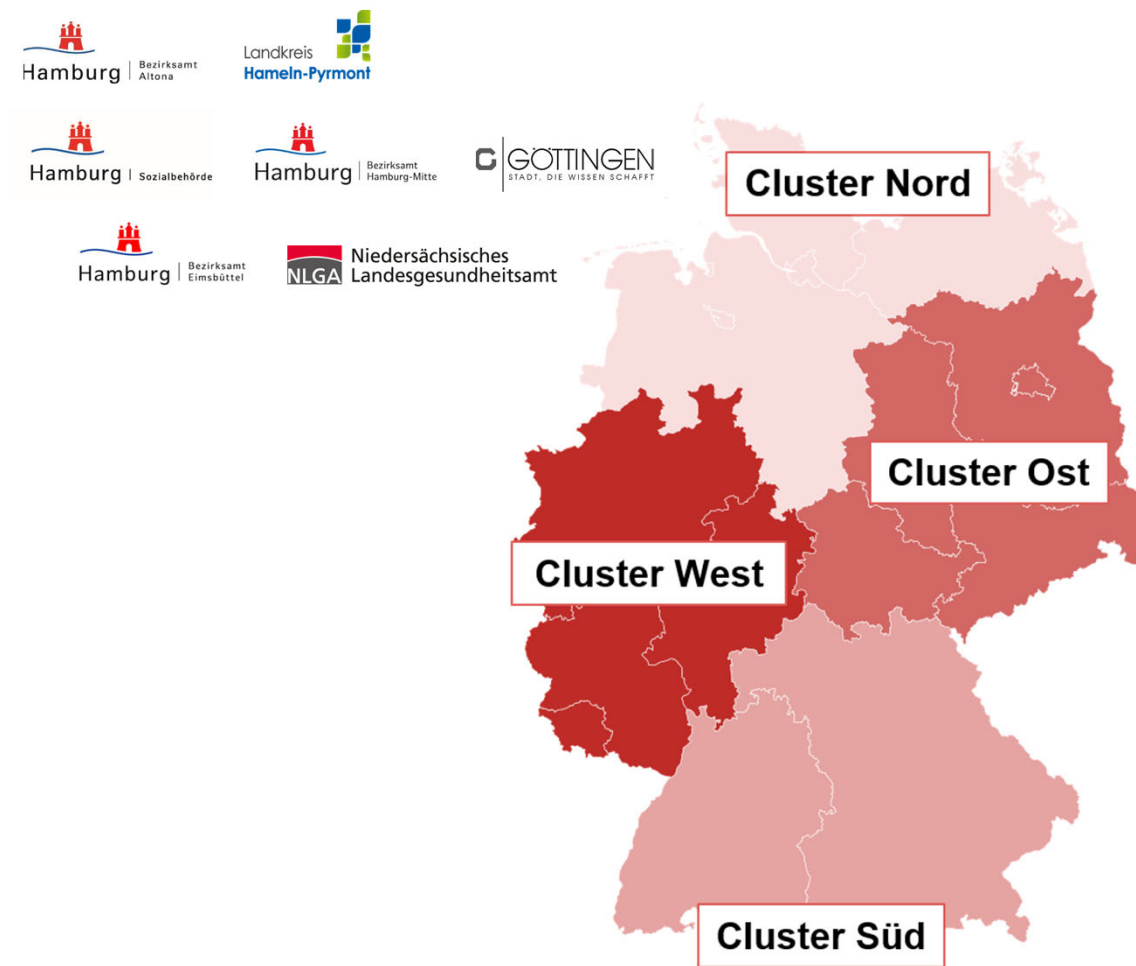 Hamburg | Bezirksamt
Altona
Landkreis
Hameln-Pyrmont
Hamburg | Sozialbehörde
Hamburg | Bezirksamt
Hamburg-Mitte
GÖTTINGEN
STADT, DIE WISSEN SCHAFFT
Hamburg | Bezirksamt
Eimsbüttel
NLGA
Niedersächsisches
Landesgesundheitsamt
Cluster Nord
Cluster Ost
Cluster West
Cluster Süd